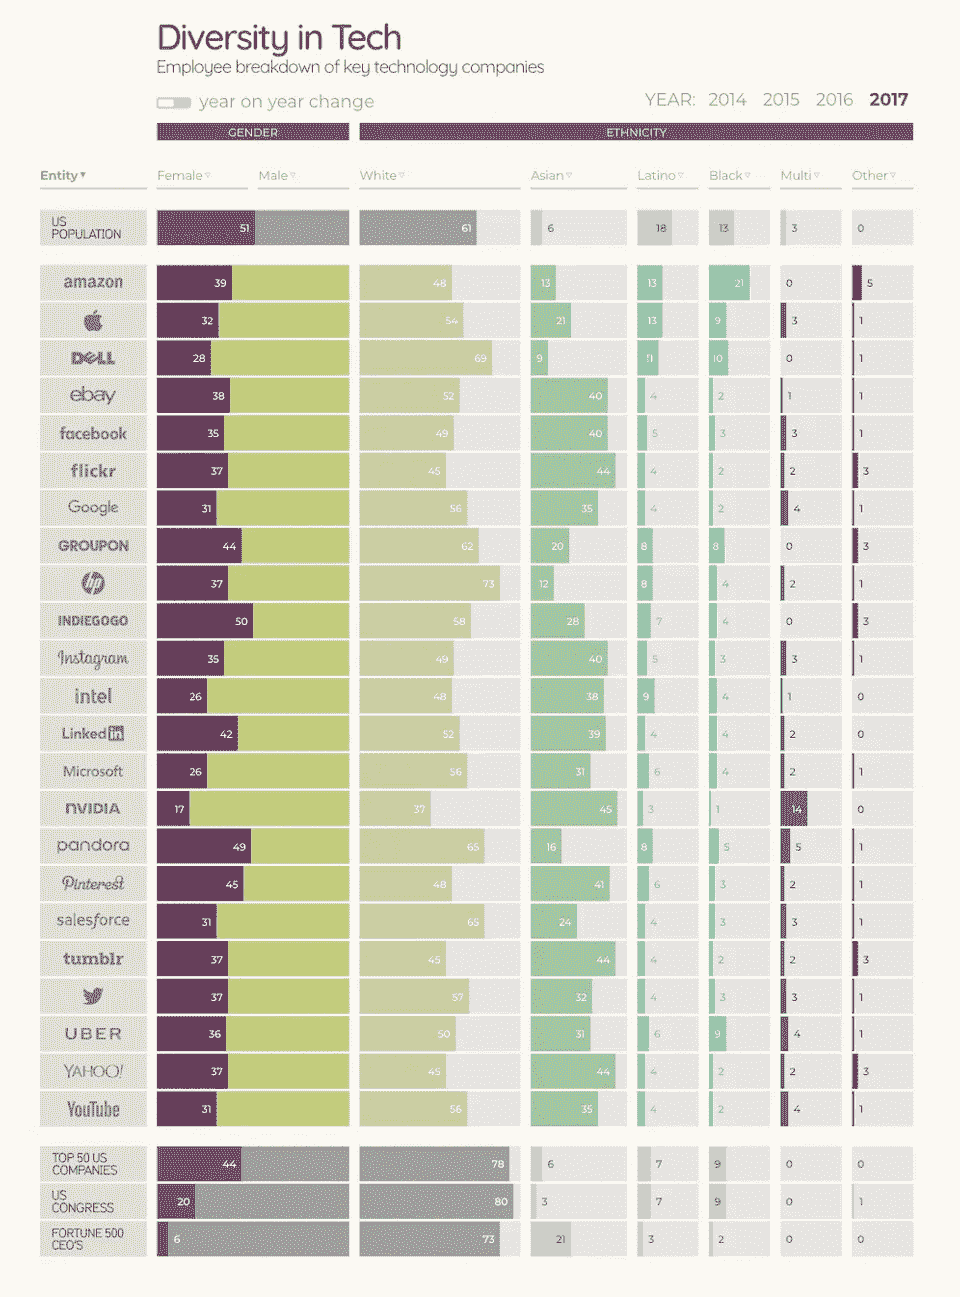 Diversity in Tech
Employee breakdown of key technology companies
year on year change
YEAR: 2014 2015 2016 2017
GENDER ETHNICITY
Entity Female Male White Asian Latino Black Multi Other
US
POPULATION 51 61 6 18 13 3 0
amazon 39 48 13 13 21 0 5
32 54 21 13 9 3 1
DELL 28 69 9 11 10 0 1
ebay 38 52 40 4 2 1 1
facebook 35 49 40 5 3 3 1
flickr 37 45 44 4 2 2 3
Google 31 56 35 4 2 4 1
GROUPON 44 62 20 8 8 0 3
hp 37 73 12 8 4 2 1
INDIEGOGO 50 58 28 7 4 0 3
Instagram 35 49 40 5 3 3 1
intel 26 48 38 9 4 1 0
Linked in 42 52 39 4 4 2 0
Microsoft 26 56 31 6 4 2 1
NVIDIA 17 37 45 3 1 14 0
pandora 49 65 16 8 5 5 1
Pinterest 45 48 41 6 3 2 1
salesforce 31 65 24 4 3 3 1
tumblr 37 45 44 4 2 2 3
37 57 32 4 3 3 1
UBER 36 50 31 6 9 4 1
YAHOO! 37 45 44 4 2 2 3
YouTube 31 56 35 4 2 4 1
TOP 50 US
COMPANIES 44 78 6 7 9 0 0
US
CONGRESS 20 80 3 7 9 0 1
FORTUNE 500
CEO'S 6 73 21 3 2 0 0